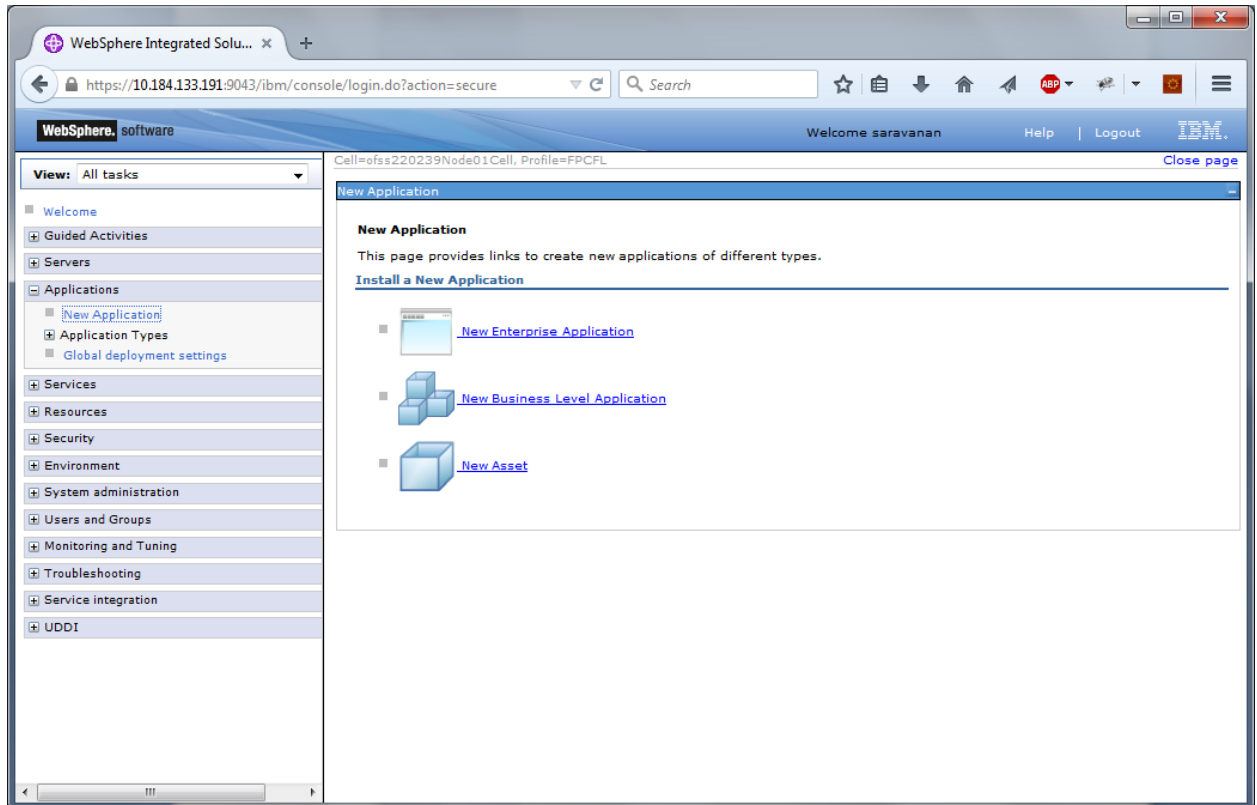 WebSphere Integrated Solu...
https://10.184.133.191:9043/ibm/console/login.do?action=secure
Search
ABP
WebSphere. software
Welcome saravanan
Help | Logout
IBM.
View: All tasks
Cell=ofss220239Node01Cell, Profile=FPCFL
Close page
Welcome
Guided Activities
Servers
Applications
New Application
Application Types
Global deployment settings
Services
Resources
Security
Environment
System administration
Users and Groups
Monitoring and Tuning
Troubleshooting
Service integration
UDDI
New Application
New Application
This page provides links to create new applications of different types.
Install a New Application
New Enterprise Application
New Business Level Application
New Asset